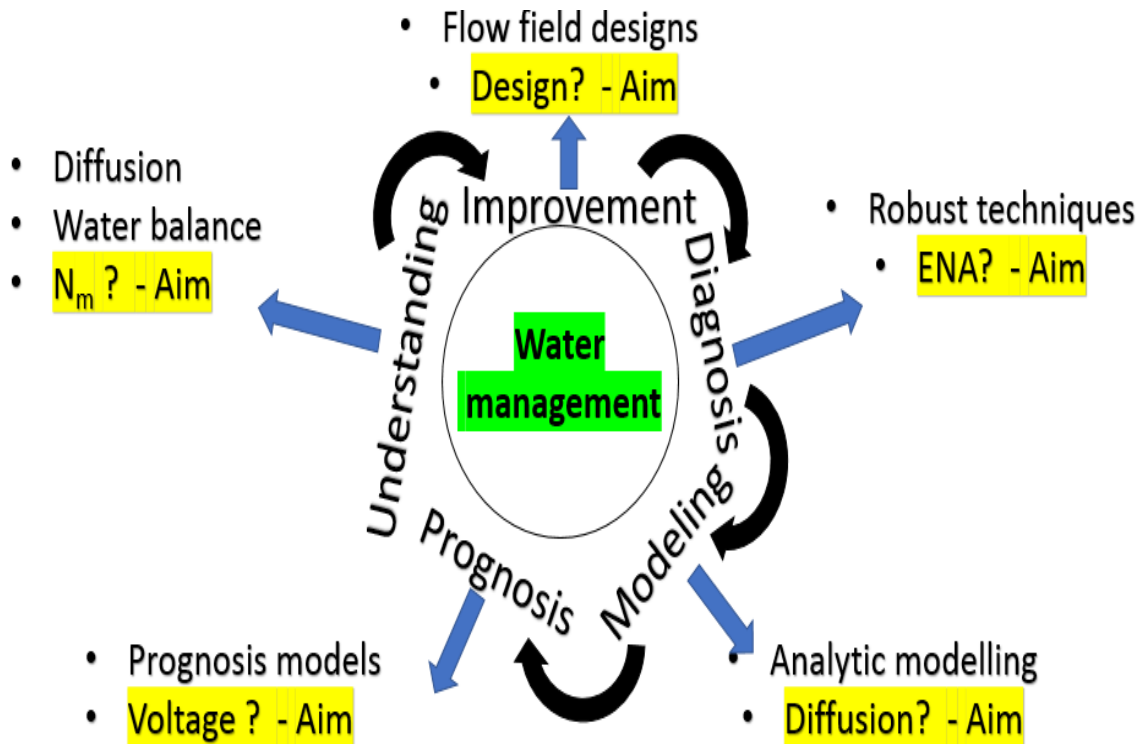 • Flow field designs
• Design? - Aim
• Diffusion
• Water balance
• Nₘ ? - Aim
Improvement
Understanding
Diagnosis
• Robust techniques
• ENA? - Aim
Water
management
Prognosis
Modeling
• Prognosis models
• Voltage ? - Aim
• Analytic modelling
• Diffusion? - Aim